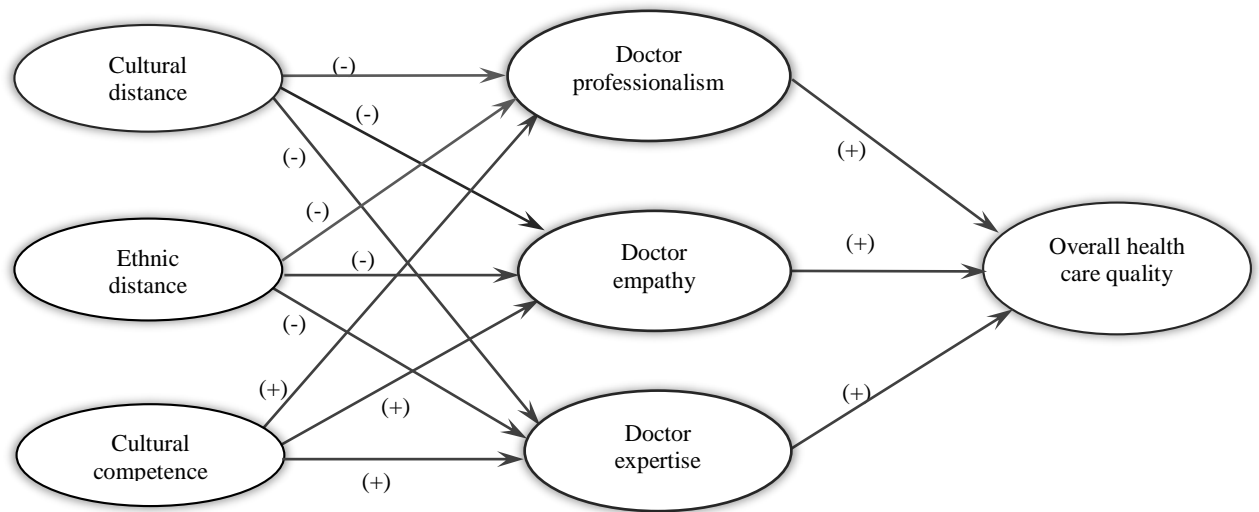 Cultural
distance
(-)
Doctor
professionalism
(-)
(-)
(+)
(-)
Ethnic
distance
(-)
Doctor
empathy
(+)
Overall health
care quality
(-)
(+)
(+)
(+)
Cultural
competence
(+)
Doctor
expertise